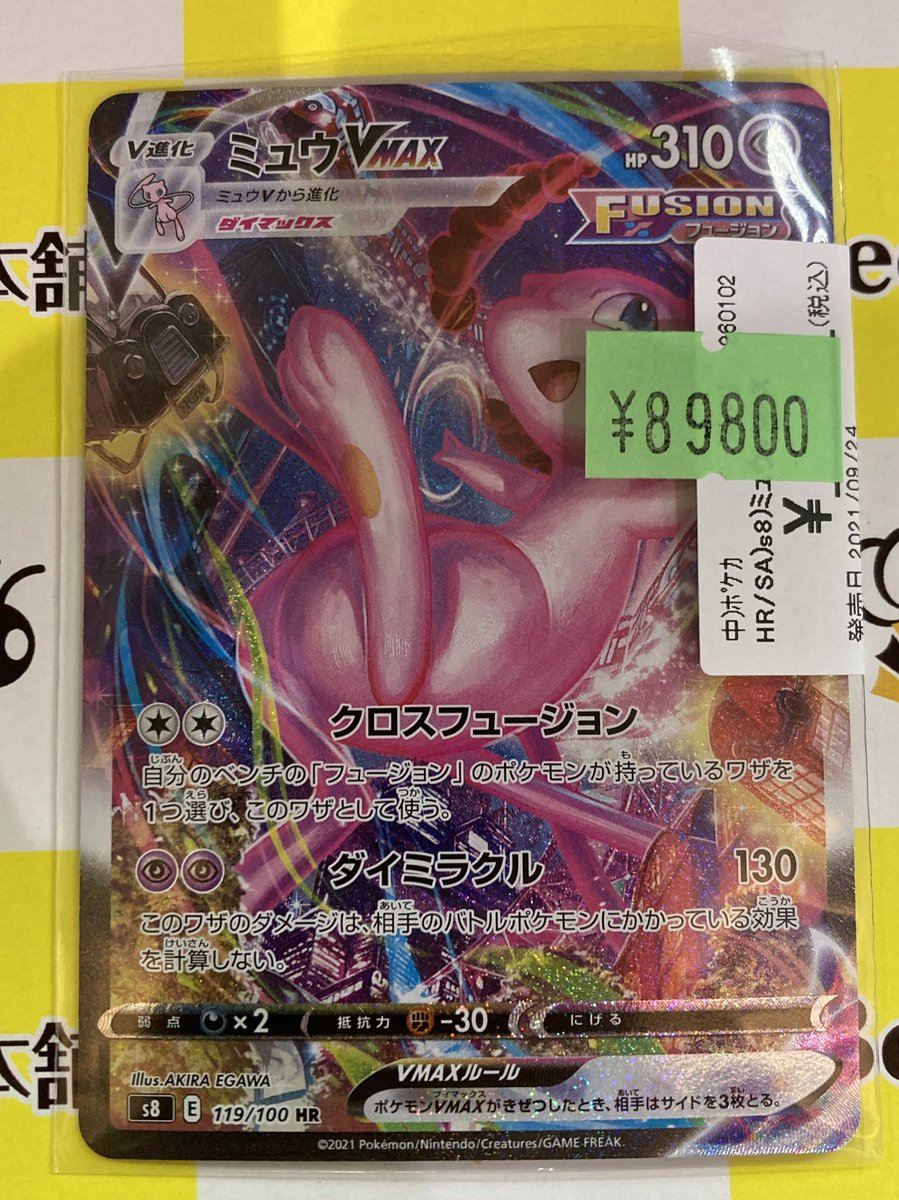 V進化
ミュウVMAX
HP310
ミュウVから進化
ダイマックス
FUSION
フュージョン
本舗
60102
(税込)
¥89800
中)ポケカ
HR/SA)s8)ミュ
¥
発票日 2021/09/24
クロスフュージョン
自分のベンチの「フュージョン」のポケモンが持っているワザを
1つ選び、このワザとして使う。
ダイミラクル 130
このワザのダメージは、相手のバトルポケモンにかかっている効果
を計算しない。
弱点 ×2 抵抗力 -30 にげる
Illus.AKIRA EGAWA
VMAXルール
ポケモンVMAXがきぜつしたとき、相手はサイドを3枚とる。
s8 E 119/100 HR
©2021 Pokémon/Nintendo/Creatures/GAME FREAK.
本舗